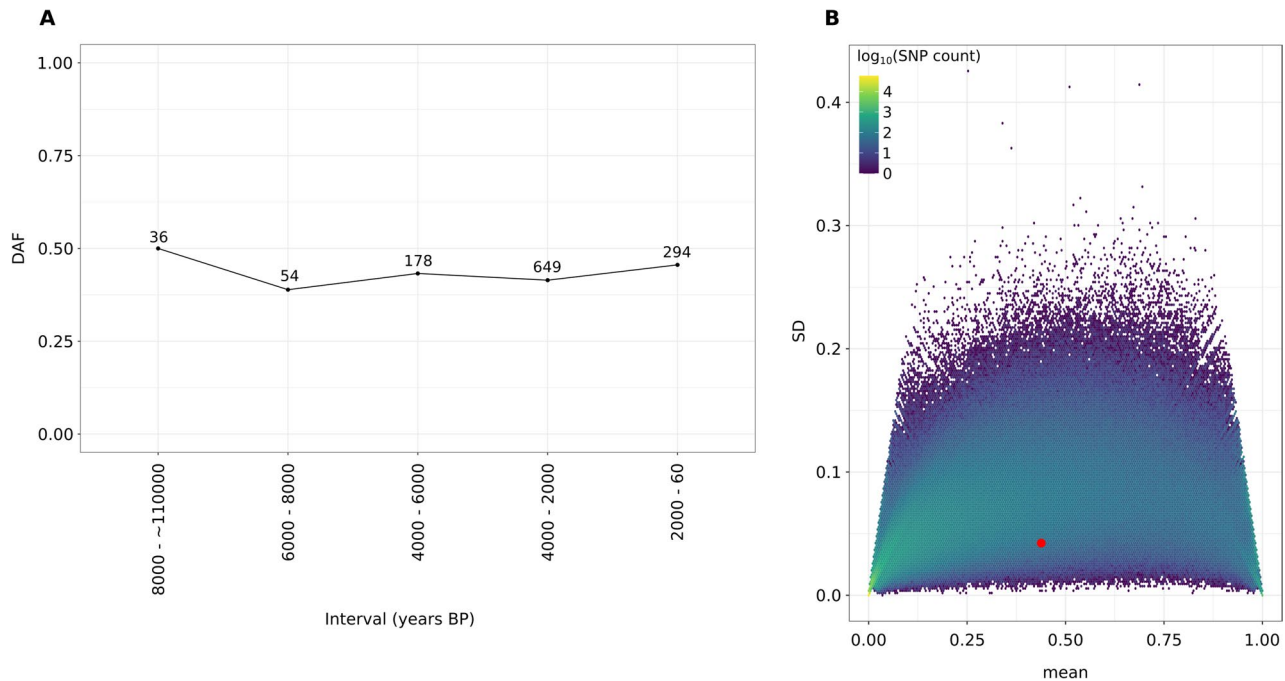 A
B
1.00
0.75
0.50
0.25
0.00
DAF
36
54
178
649
294
8000 - ~110000
6000 - 8000
4000 - 6000
4000 - 2000
2000 - 60
Interval (years BP)
log₁₀(SNP count)
4
3
2
1
0
0.4
0.3
0.2
0.1
0.0
SD
0.00
0.25
0.50
0.75
1.00
mean